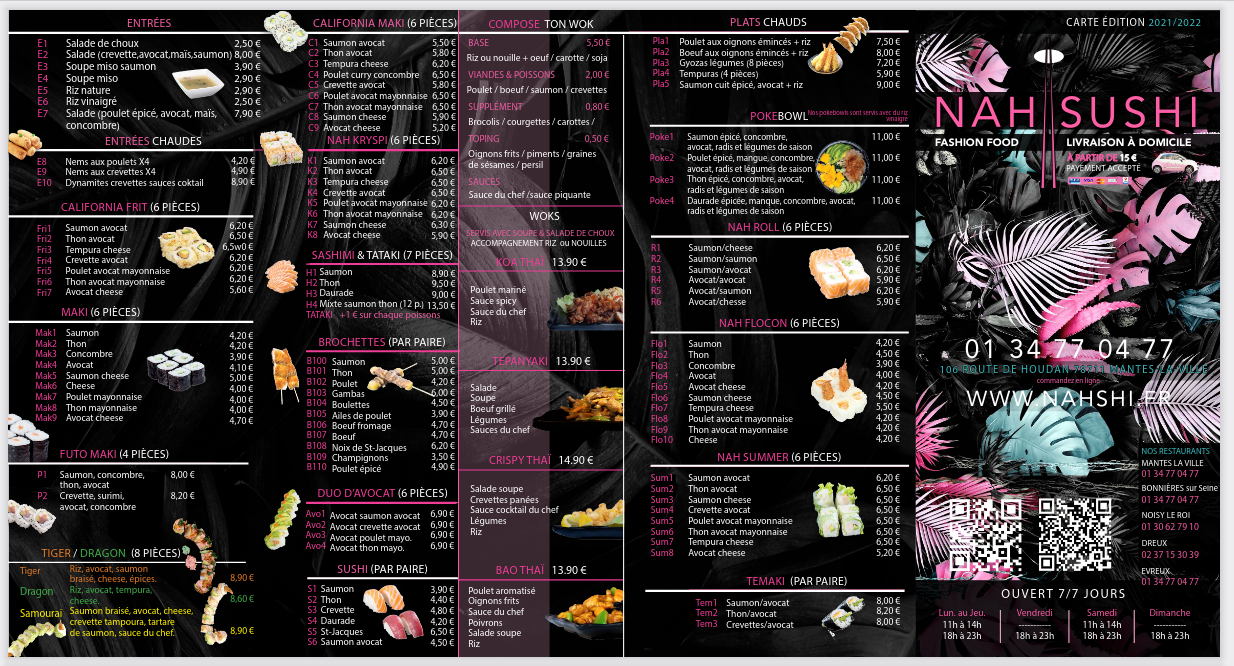 ENTRÉES
E1 Salade de choux 2,50 €
E2 Salade (crevette,avocat,maïs,saumon) 8,00 €
E3 Soupe miso saumon 3,90 €
E4 Soupe miso 2,90 €
E5 Riz nature 2,90 €
E6 Riz vinaigré 2,50 €
E7 Salade (poulet épicé, avocat, maïs, 7,90 €
concombre)
ENTRÉES CHAUDES
E8 Nems aux poulets X4 4,20 €
E9 Nems aux crevettes X4 4,90 €
E10 Dynamites crevettes sauces coktail 8,90 €
CALIFORNIA FRIT (6 PIÈCES)
Fri1 Saumon avocat 6,20 €
Fri2 Thon avocat 6,50 €
Fri3 Tempura cheese 6,5w0 €
Fri4 Crevette avocat 6,20 €
Fri5 Poulet avocat mayonnaise 6,20 €
Fri6 Thon avocat mayonnaise 6,20 €
Fri7 Avocat cheese 5,60 €
MAKI (6 PIÈCES)
Mak1 Saumon 4,20 €
Mak2 Thon 4,20 €
Mak3 Concombre 3,90 €
Mak4 Avocat 4,10 €
Mak5 Saumon cheese 5,00 €
Mak6 Cheese 4,00 €
Mak7 Poulet mayonnaise 4,00 €
Mak8 Thon mayonnaise 4,00 €
Mak9 Avocat cheese 4,70 €
FUTO MAKI (4 PIÈCES)
P1 Saumon, concombre, 8,00 €
thon, avocat
P2 Crevette, surimi, 8,20 €
avocat, concombre
TIGER / DRAGON (8 PIÈCES)
Tiger Riz, avocat, saumon
braisé, cheese, épices. 8,90 €
Dragon Riz, avocat, tempura,
cheese. 8,60 €
Samourai Saumon braisé, avocat, cheese,
crevette tampoura, tartare
de saumon, sauce du chef. 8,90 €
CALIFORNIA MAKI (6 PIÈCES)
C1 Saumon avocat 5,50 €
C2 Thon avocat 5,80 €
C3 Tempura cheese 6,20 €
C4 Poulet curry concombre 6,50 €
C5 Crevette avocat 5,80 €
C6 Poulet avocat mayonnaise 6,50 €
C7 Thon avocat mayonnaise 6,50 €
C8 Saumon cheese 5,90 €
C9 Avocat cheese 5,20 €
NAH KRYSPI (6 PIÈCES)
K1 Saumon avocat 6,20 €
K2 Thon avocat 6,50 €
K3 Tempura cheese 6,50 €
K4 Crevette avocat 6,50 €
K5 Poulet avocat mayonnaise 6,20 €
K6 Thon avocat mayonnaise 6,50 €
K7 Saumon cheese 6,30 €
K8 Avocat cheese 5,90 €
SASHIMI & TATAKI (7 PIÈCES)
H1 Saumon 8,90 €
H2 Thon 9,50 €
H3 Daurade 9,00 €
H4 Mixte saumon thon (12 p.) 13,50 €
TATAKI +1 € sur chaque poissons
BROCHETTES (PAR PAIRE)
B100 Saumon 5,00 €
B101 Thon 5,00 €
B102 Poulet 4,20 €
B103 Gambas 6,00 €
B104 Boulettes 4,50 €
B105 Ailes de poulet 3,90 €
B106 Boeuf fromage 4,70 €
B107 Boeuf 4,70 €
B108 Noix de St-Jacques 6,20 €
B109 Champignons 3,50 €
B110 Poulet épicé 4,90 €
DUO D'AVOCAT (6 PIÈCES)
Avo1 Avocat saumon avocat 6,90 €
Avo2 Avocat crevette avocat 6,90 €
Avo3 Avocat poulet mayo. 6,90 €
Avo4 Avocat thon mayo. 6,90 €
SUSHI (PAR PAIRE)
S1 Saumon 3,90 €
S2 Thon 4,40 €
S3 Crevette 4,80 €
S4 Daurade 4,20 €
S5 St-Jacques 6,50 €
S6 Saumon avocat 4,50 €
COMPOSE TON WOK
BASE 5,50 €
Riz ou nouille + oeuf / carotte / soja
VIANDES & POISSONS 2,00 €
Poulet / boeuf / saumon / crevettes
SUPPLÉMENT 0,80 €
Brocolis / courgettes / carottes /
TOPING 0,50 €
Oignons frits / piments / graines
de sésames / persil
SAUCES
Sauce du chef /sauce piquante
WOKS
SERVIS AVEC SOUPE & SALADE DE CHOUX
ACCOMPAGNEMENT RIZ ou NOUILLES
KOA THAÏ 13.90 €
Poulet mariné
Sauce spicy
Sauce du chef
Riz
TEPANYAKI 13.90 €
Salade
Soupe
Boeuf grillé
Légumes
Sauces du chef
CRISPY THAÏ 14.90 €
Salade soupe
Crevettes panées
Sauce cocktail du chef
Légumes
Riz
BAO THAÏ 13.90 €
Poulet aromatisé
Oignons frits
Sauce du chef
Poivrons
Salade soupe
Riz
PLATS CHAUDS
Pla1 Poulet aux oignons émincés + riz 7,50 €
Pla2 Boeuf aux oignons émincés + riz 8,00 €
Pla3 Gyozas légumes (8 pièces) 7,20 €
Pla4 Tempuras (4 pièces) 5,90 €
Pla5 Saumon cuit épicé, avocat + riz 9,00 €
POKEBOWL Nos pokebowls sont servis avec du riz
vinaigré
Poke1 Saumon épicé, concombre, 11,00 €
avocat, radis et légumes de saison
Poke2 Poulet épicé, mangue, concombre, 11,00 €
avocat, radis et légumes de saison
Poke3 Thon épicé, concombre, avocat, 11,00 €
radis et légumes de saison
Poke4 Daurade épicée, mangue, concombre, avocat, 11,00 €
radis et légumes de saison
NAH ROLL (6 PIÈCES)
R1 Saumon/cheese 6,20 €
R2 Saumon/saumon 6,50 €
R3 Saumon/avocat 6,20 €
R4 Avocat/avocat 5,90 €
R5 Avocat/saumon 6,20 €
R6 Avocat/chesse 5,90 €
NAH FLOCON (6 PIÈCES)
Flo1 Saumon 4,20 €
Flo2 Thon 4,50 €
Flo3 Concombre 3,90 €
Flo4 Avocat 4,00 €
Flo5 Avocat cheese 4,20 €
Flo6 Saumon cheese 4,50 €
Flo7 Tempura cheese 5,50 €
Flo8 Poulet avocat mayonnaise 4,20 €
Flo9 Thon avocat mayonnaise 4,20 €
Flo10 Cheese 4,20 €
NAH SUMMER (6 PIÈCES)
Sum1 Saumon avocat 6,20 €
Sum2 Thon avocat 6,50 €
Sum3 Saumon cheese 6,50 €
Sum4 Crevette avocat 6,50 €
Sum5 Poulet avocat mayonnaise 6,50 €
Sum6 Thon avocat mayonnaise 6,50 €
Sum7 Tempura cheese 6,50 €
Sum8 Avocat cheese 5,20 €
TEMAKI (PAR PAIRE)
Tem1 Saumon/avocat 8,00 €
Tem2 Thon/avocat 8,20 €
Tem3 Crevettes/avocat 8,00 €
CARTE ÉDITION 2021/2022
NAH SUSHI
FASHION FOOD
LIVRAISON À DOMICILE
À PARTIR DE 15 €
PAYEMENT ACCEPTÉ
01 34 77 04 77
106 ROUTE DE HOUDAN 78711 MANTES-LA-VILLE
commandez en ligne
WWW.NAHSHI.FR
NOS RESTAURANTS
MANTES LA VILLE
01 34 77 04 77
BONNIÈRES sur Seine
01 34 77 04 77
NOISY LE ROI
01 30 62 79 10
DREUX
02 37 15 30 39
EVREUX
01 34 77 04 77
OUVERT 7/7 JOURS
Lun. au Jeu. Vendredi Samedi Dimanche
11h à 14h ----------- 11h à 14h -----------
18h à 23h 18h à 23h 18h à 23h 18h à 23h